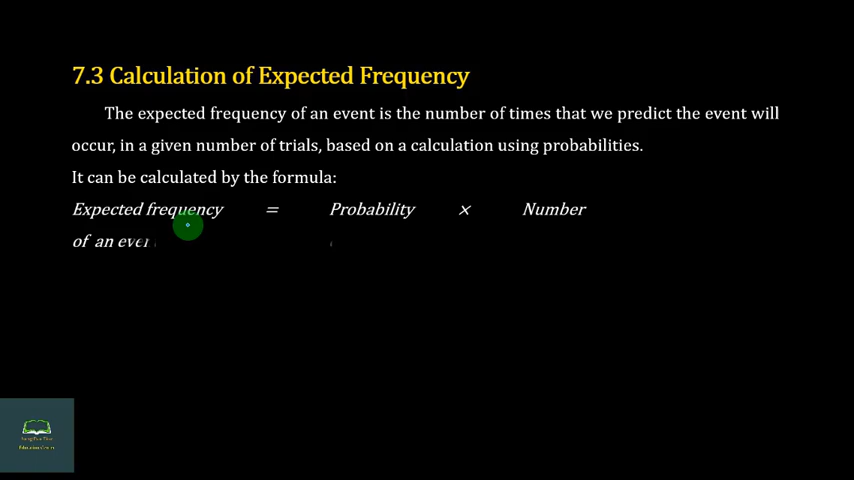 7.3 Calculation of Expected Frequency
The expected frequency of an event is the number of times that we predict the event will
occur, in a given number of trials, based on a calculation using probabilities.
It can be calculated by the formula:
Expected frequency = Probability × Number
of an even